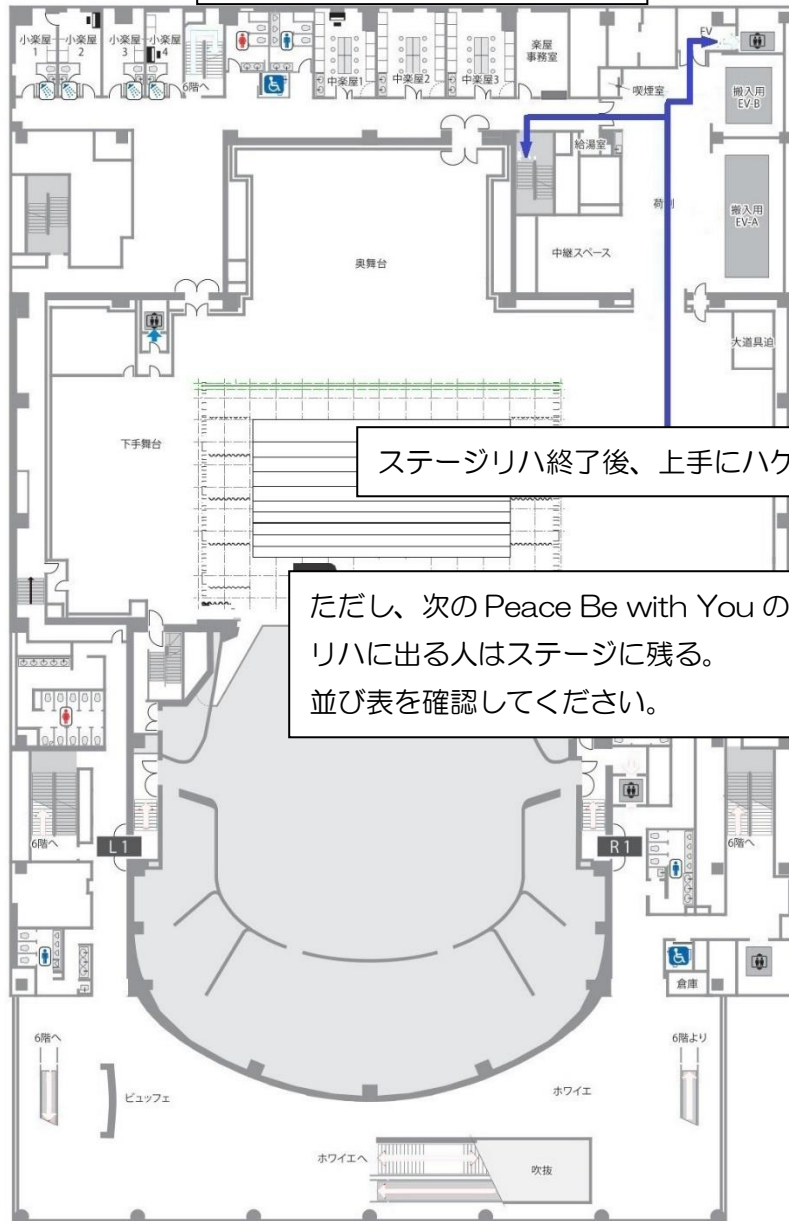 小楽屋 1
小楽屋 2
小楽屋 3
小楽屋 4
6階へ
中楽屋1
中楽屋2
中楽屋3
楽屋
事務室
喫煙室
EV
搬入用
EV-B
給湯室
搬入用
EV-A
中継スペース
奥舞台
大道具迫
下手舞台
ステージリハ終了後、上手にハケ
ただし、次の Peace Be with You の
リハに出る人はステージに残る。
並び表を確認してください。
6階へ
L 1
R 1
6階へ
倉庫
6階へ
6階より
ビュッフェ
ホワイエ
ホワイエへ
吹抜